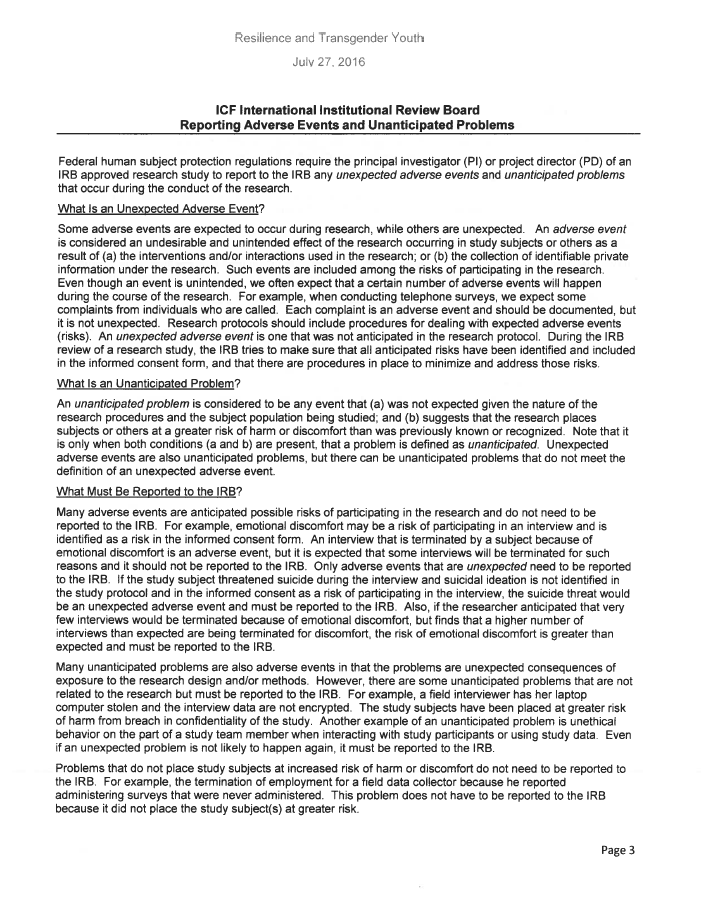 Resilience and Transgender Youth
July 27, 2016
ICF International Institutional Review Board
Reporting Adverse Events and Unanticipated Problems
Federal human subject protection regulations require the principal investigator (PI) or project director (PD) of an
IRB approved research study to report to the IRB any unexpected adverse events and unanticipated problems
that occur during the conduct of the research.
What Is an Unexpected Adverse Event?
Some adverse events are expected to occur during research, while others are unexpected. An adverse event
is considered an undesirable and unintended effect of the research occurring in study subjects or others as a
result of (a) the interventions and/or interactions used in the research; or (b) the collection of identifiable private
information under the research. Such events are included among the risks of participating in the research.
Even though an event is unintended, we often expect that a certain number of adverse events will happen
during the course of the research. For example, when conducting telephone surveys, we expect some
complaints from individuals who are called. Each complaint is an adverse event and should be documented, but
it is not unexpected. Research protocols should include procedures for dealing with expected adverse events
(risks). An unexpected adverse event is one that was not anticipated in the research protocol. During the IRB
review of a research study, the IRB tries to make sure that all anticipated risks have been identified and included
in the informed consent form, and that there are procedures in place to minimize and address those risks.
What Is an Unanticipated Problem?
An unanticipated problem is considered to be any event that (a) was not expected given the nature of the
research procedures and the subject population being studied; and (b) suggests that the research places
subjects or others at a greater risk of harm or discomfort than was previously known or recognized. Note that it
is only when both conditions (a and b) are present, that a problem is defined as unanticipated. Unexpected
adverse events are also unanticipated problems, but there can be unanticipated problems that do not meet the
definition of an unexpected adverse event.
What Must Be Reported to the IRB?
Many adverse events are anticipated possible risks of participating in the research and do not need to be
reported to the IRB. For example, emotional discomfort may be a risk of participating in an interview and is
identified as a risk in the informed consent form. An interview that is terminated by a subject because of
emotional discomfort is an adverse event, but it is expected that some interviews will be terminated for such
reasons and it should not be reported to the IRB. Only adverse events that are unexpected need to be reported
to the IRB. If the study subject threatened suicide during the interview and suicidal ideation is not identified in
the study protocol and in the informed consent as a risk of participating in the interview, the suicide threat would
be an unexpected adverse event and must be reported to the IRB. Also, if the researcher anticipated that very
few interviews would be terminated because of emotional discomfort, but finds that a higher number of
interviews than expected are being terminated for discomfort, the risk of emotional discomfort is greater than
expected and must be reported to the IRB.
Many unanticipated problems are also adverse events in that the problems are unexpected consequences of
exposure to the research design and/or methods. However, there are some unanticipated problems that are not
related to the research but must be reported to the IRB. For example, a field interviewer has her laptop
computer stolen and the interview data are not encrypted. The study subjects have been placed at greater risk
of harm from breach in confidentiality of the study. Another example of an unanticipated problem is unethical
behavior on the part of a study team member when interacting with study participants or using study data. Even
if an unexpected problem is not likely to happen again, it must be reported to the IRB.
Problems that do not place study subjects at increased risk of harm or discomfort do not need to be reported to
the IRB. For example, the termination of employment for a field data collector because he reported
administering surveys that were never administered. This problem does not have to be reported to the IRB
because it did not place the study subject(s) at greater risk.
Page 3